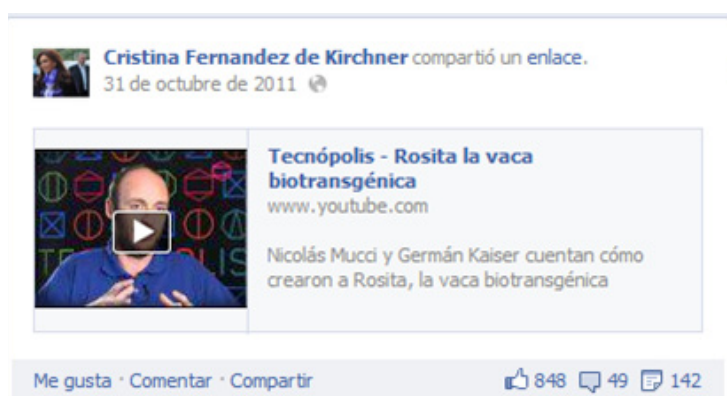 Cristina Fernandez de Kirchner compartió un enlace.
31 de octubre de 2011
Tecnópolis - Rosita la vaca
biotransgénica
www.youtube.com
Nicolás Mucci y Germán Kaiser cuentan cómo
crearon a Rosita, la vaca biotransgénica
Me gusta · Comentar · Compartir
848 49 142